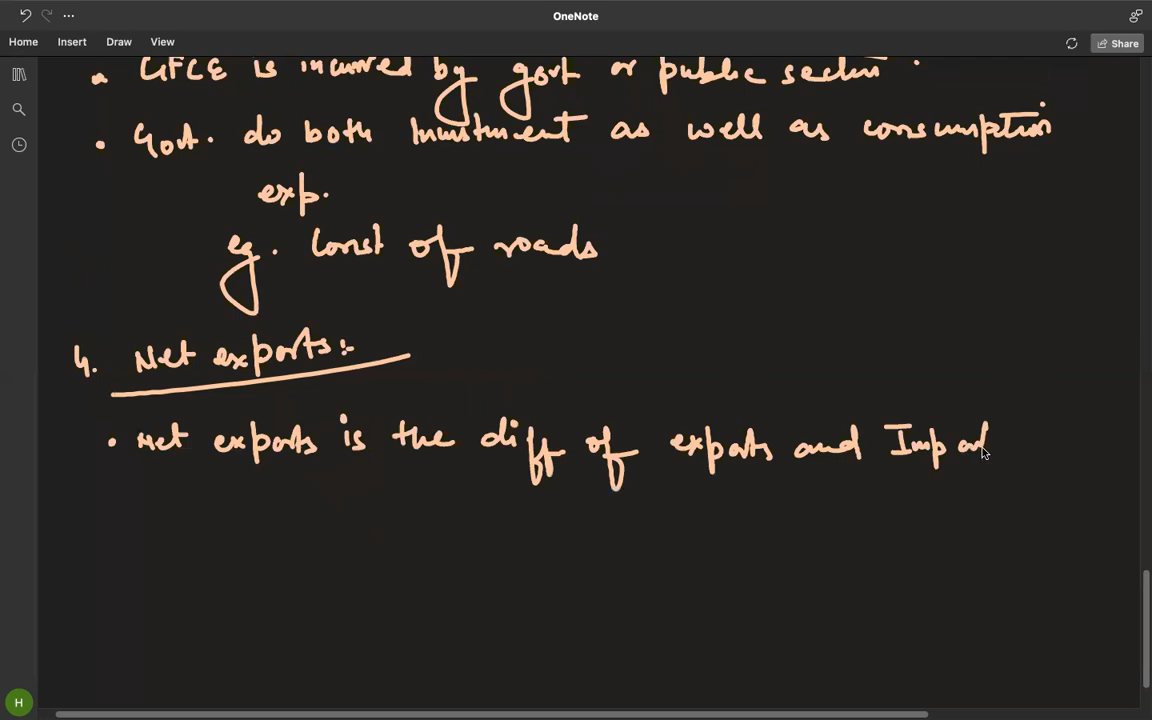 OneNote
Home Insert Draw View Share
• GFCE is incurred by govt or public sector.
• Govt. do both Investment as well as consumption
exp.
eg. Const of roads
4. Net exports:-
• Net exports is the diff of exports and Impor
H